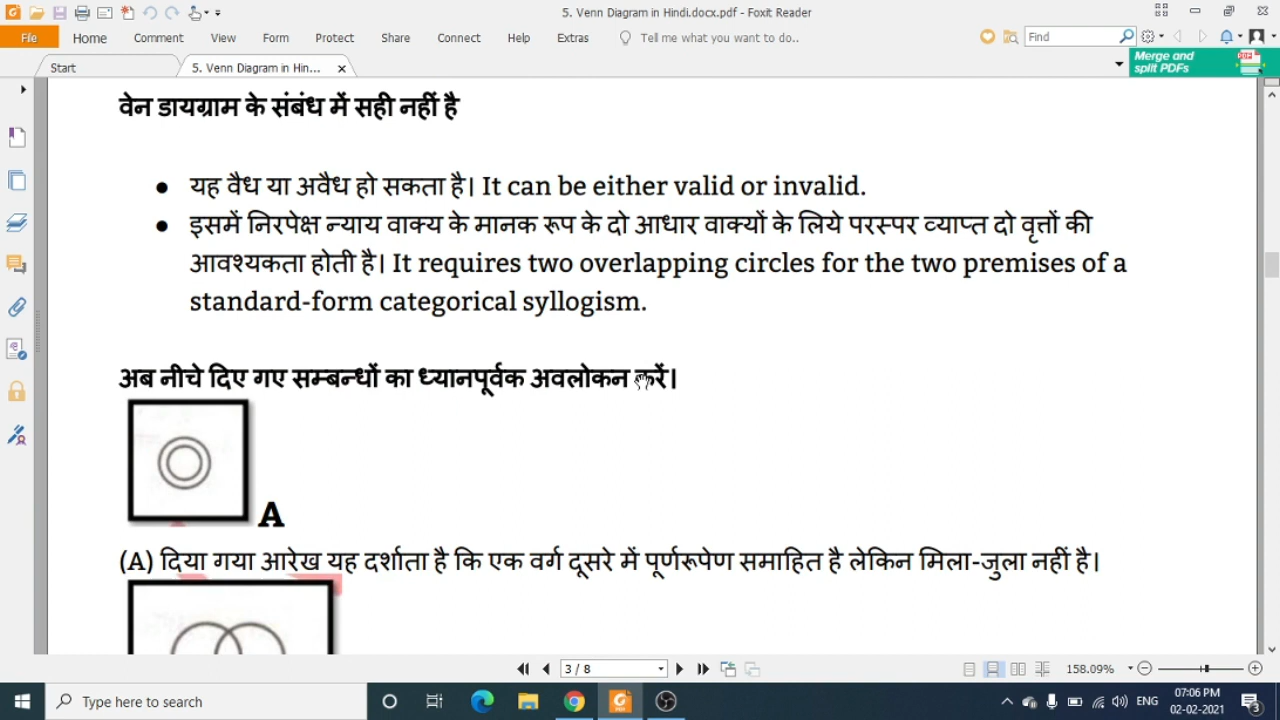 5. Venn Diagram in Hindi.docx.pdf - Foxit Reader
File Home Comment View Form Protect Share Connect Help Extras Tell me what you want to do.. Find
Start 5. Venn Diagram in Hin... Merge and
split PDFs
वेन डायग्राम के संबंध में सही नहीं है
● यह वैध या अवैध हो सकता है। It can be either valid or invalid.
● इसमें निरपेक्ष न्याय वाक्य के मानक रूप के दो आधार वाक्यों के लिये परस्पर व्याप्त दो वृत्तों की
आवश्यकता होती है। It requires two overlapping circles for the two premises of a
standard-form categorical syllogism.
अब नीचे दिए गए सम्बन्धों का ध्यानपूर्वक अवलोकन करें।
A
(A) दिया गया आरेख यह दर्शाता है कि एक वर्ग दूसरे में पूर्णरूपेण समाहित है लेकिन मिला-जुला नहीं है।
3 / 8 158.09%
Type here to search ENG 07:06 PM
02-02-2021 3